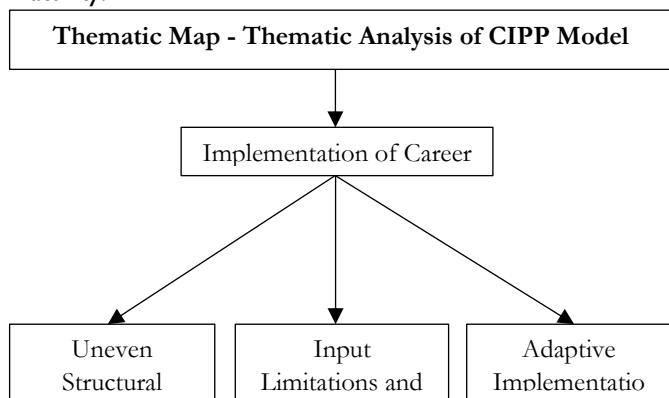 Thematic Map - Thematic Analysis of CIPP Model
Implementation of Career
Uneven
Structural
Input
Limitations and
Adaptive
Implementatio